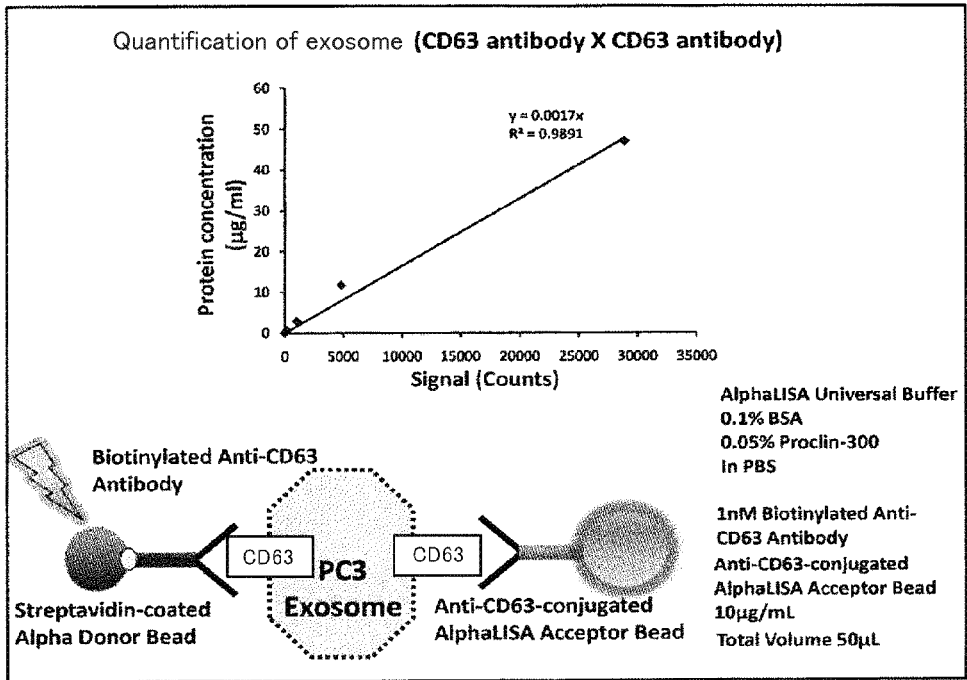 Quantification of exosome (CD63 antibody X CD63 antibody)
Protein concentration
(µg/ml)
60
50
40
30
20
10
0
y = 0.0017x
R² = 0.9891
0 5000 10000 15000 20000 25000 30000 35000
Signal (Counts)
AlphaLISA Universal Buffer
0.1% BSA
0.05% Proclin-300
In PBS
Biotinylated Anti-CD63
Antibody
CD63
PC3
Exosome
CD63
Streptavidin-coated
Alpha Donor Bead
Anti-CD63-conjugated
AlphaLISA Acceptor Bead
1nM Biotinylated Anti-
CD63 Antibody
Anti-CD63-conjugated
AlphaLISA Acceptor Bead
10µg/mL
Total Volume 50µL